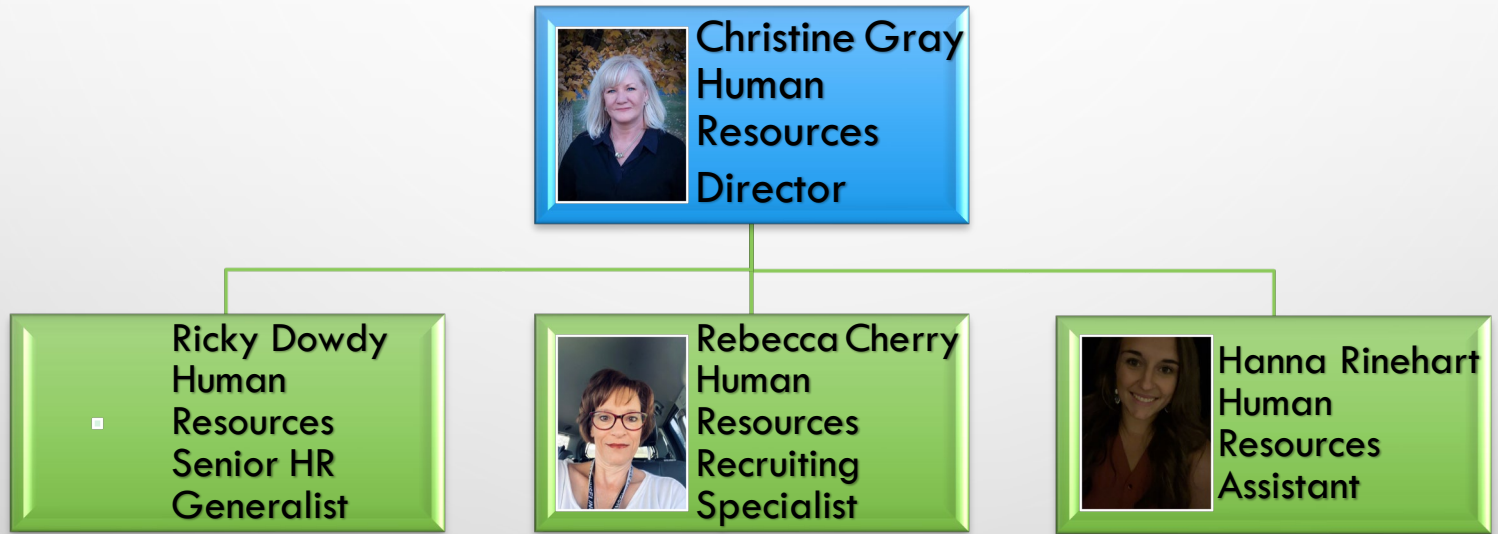 Christine Gray
Human
Resources
Director
Ricky Dowdy
Human
Resources
Senior HR
Generalist
Rebecca Cherry
Human
Resources
Recruiting
Specialist
Hanna Rinehart
Human
Resources
Assistant